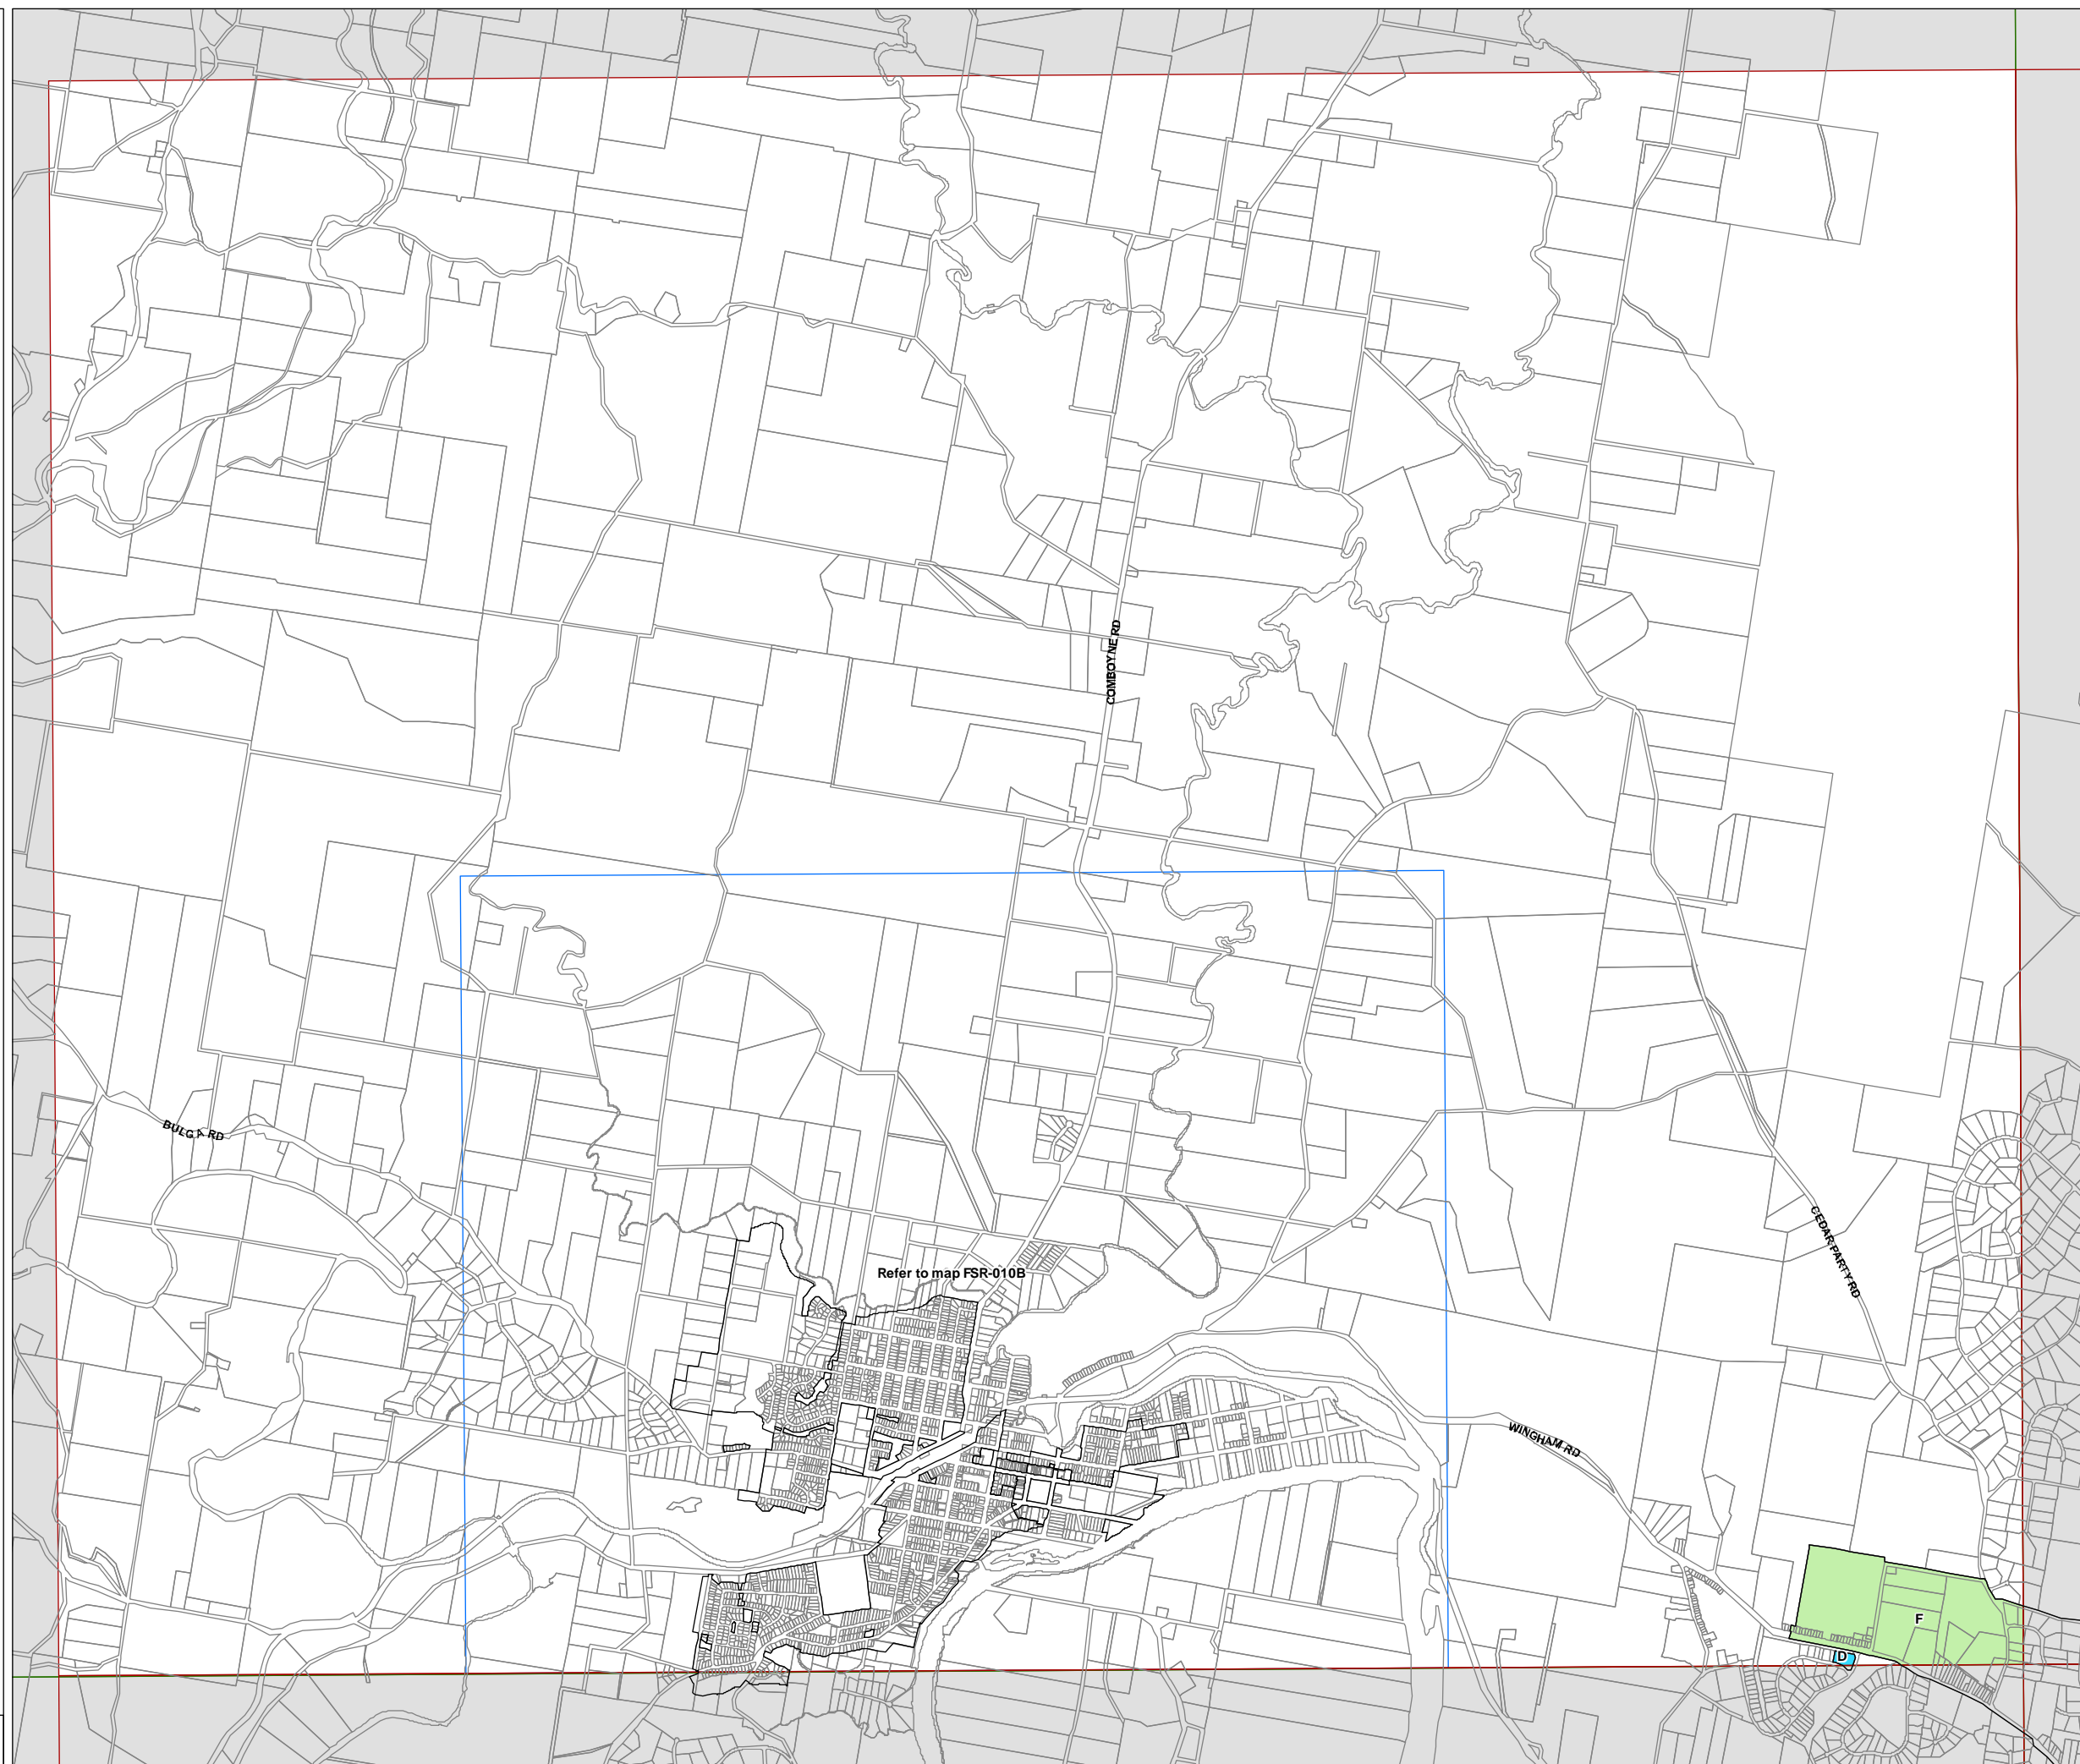 COMBOYNE RD
BULGA RD
CEDAR PARTY RD
Refer to map FSR-010B
WINGHAM RD
F
D